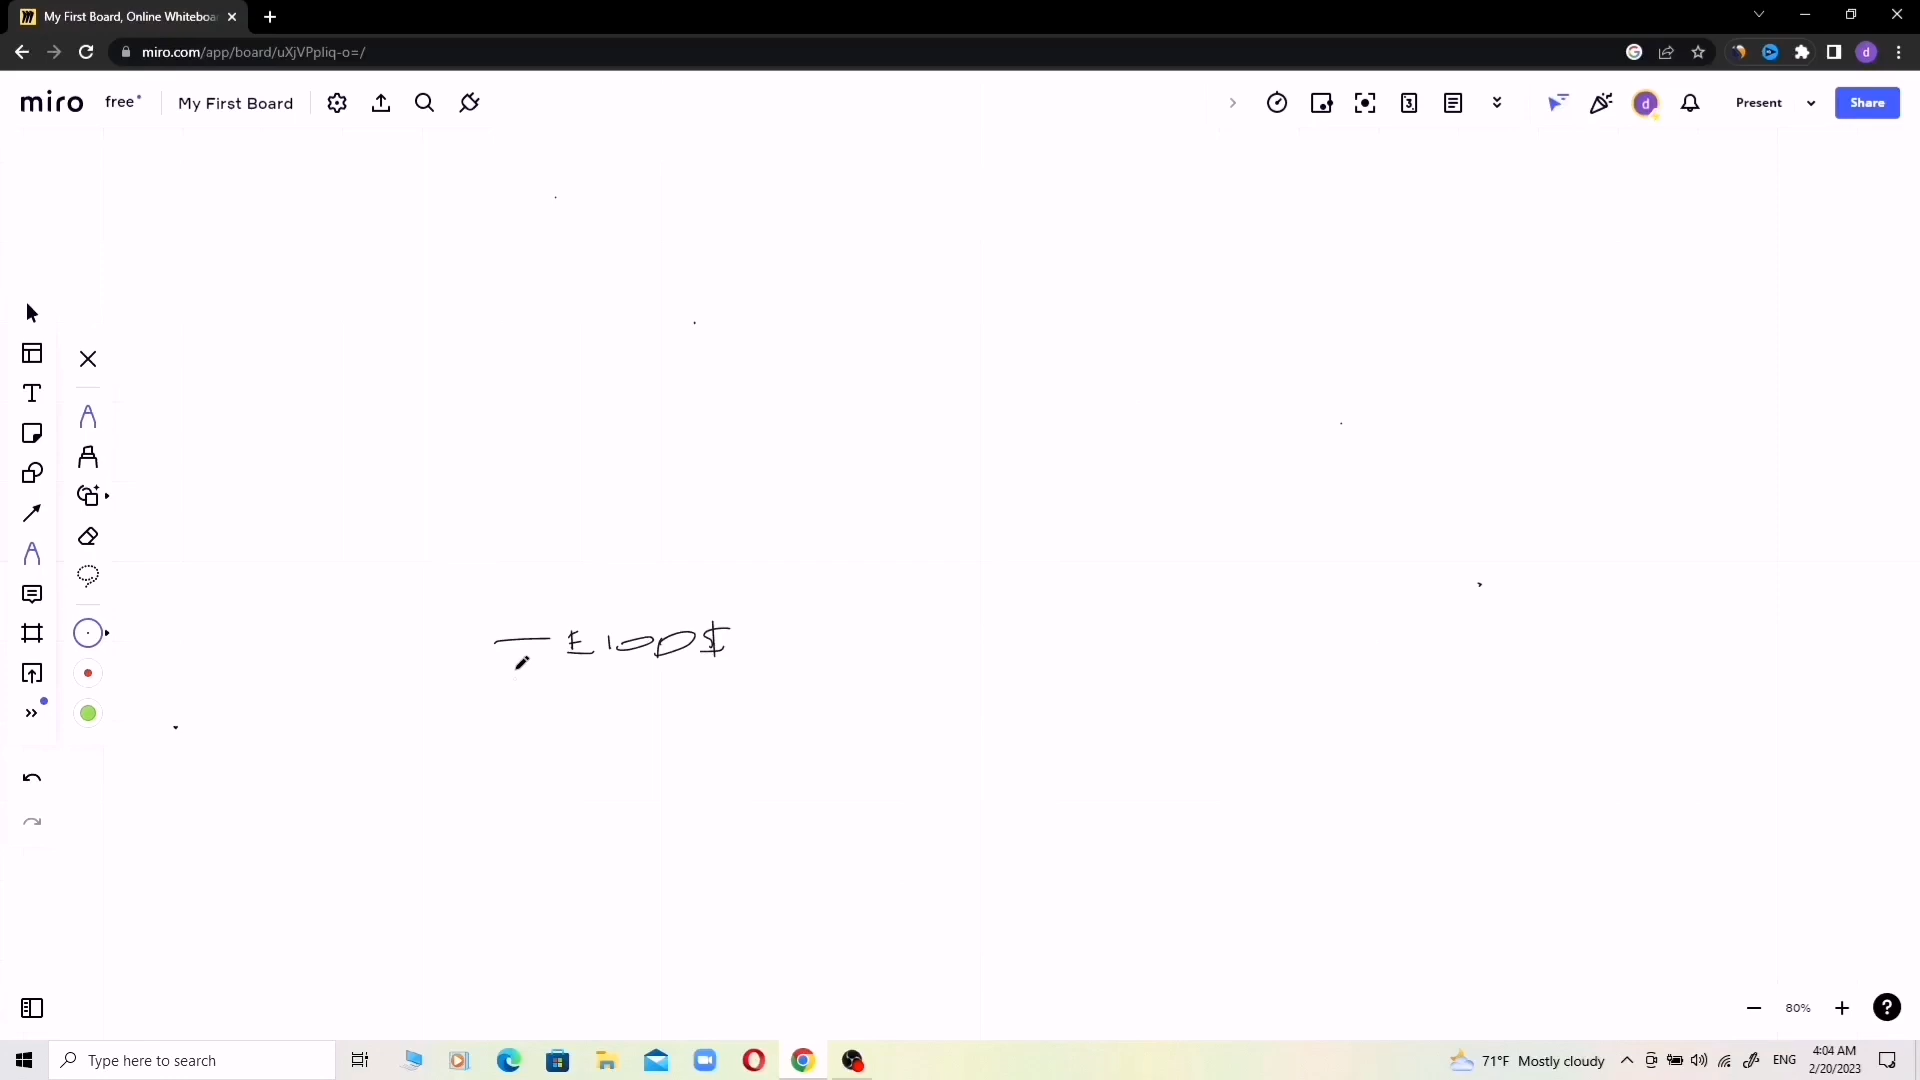 My First Board, Online Whiteboa
miro.com/app/board/uXjVPpliq-o=/
miro free My First Board Present Share
80%
Type here to search 71°F Mostly cloudy ENG 4:04 AM
2/20/2023